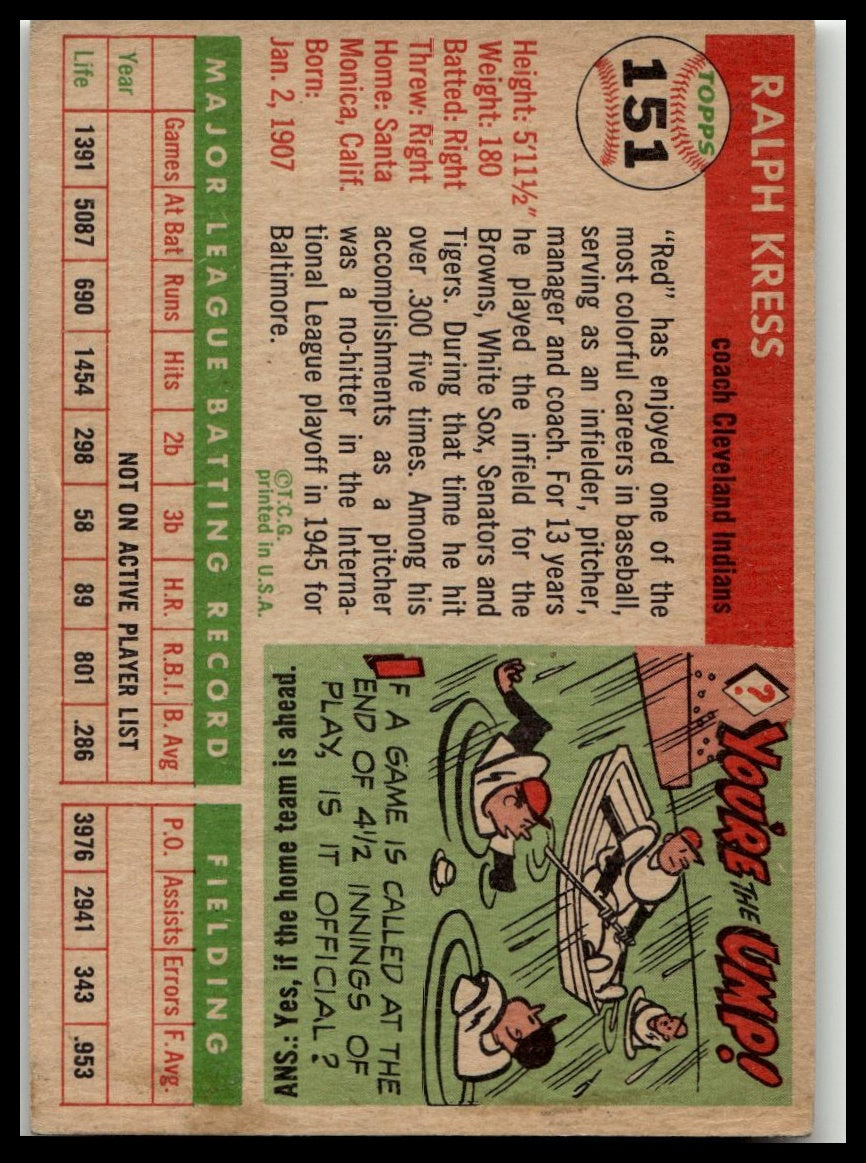 TOPPS
151
RALPH KRESS
coach Cleveland Indians
Height: 5'11½"
Weight: 180
Batted: Right
Threw: Right
Home: Santa
Monica, Calif.
Born:
Jan. 2, 1907
"Red" has enjoyed one of the
most colorful careers in baseball,
serving as an infielder, pitcher,
manager and coach. For 13 years
he played the infield for the
Browns, White Sox, Senators and
Tigers. During that time he hit
over .300 five times. Among his
accomplishments as a pitcher
was a no-hitter in the Interna-
tional League playoff in 1945 for
Baltimore.
©T.C.G.
printed in U.S.A.
? YOU'RE THE UMP!
IF A GAME IS CALLED AT THE
END OF 4½ INNINGS OF
PLAY, IS IT OFFICIAL?
ANS.: Yes, if the home team is ahead.
MAJOR LEAGUE BATTING RECORD FIELDING
Games At Bat Runs Hits 2b 3b H.R. R.B.I. B. Avg P.O. Assists Errors F. Avg.
Year NOT ON ACTIVE PLAYER LIST
Life 1391 5087 690 1454 298 58 89 801 .286 3976 2941 343 .953